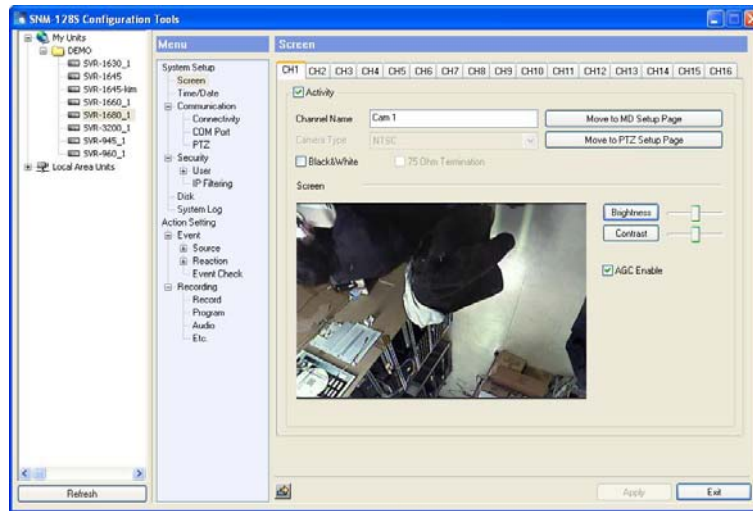 SNM-128S Configuration Tools
My Units
DEMO
SVR-1630_1
SVR-1645
SVR-1645-kim
SVR-1660_1
SVR-1680_1
SVR-3200_1
SVR-945_1
SVR-960_1
Local Area Units
Refresh
Menu
System Setup
Screen
Time/Date
Communication
Connectivity
COM Port
PTZ
Security
User
IP Filtering
Disk
System Log
Action Setting
Event
Source
Reaction
Event Check
Recording
Record
Program
Audio
Etc.
Screen
CH1 CH2 CH3 CH4 CH5 CH6 CH7 CH8 CH9 CH10 CH11 CH12 CH13 CH14 CH15 CH16
Activity
Channel Name Cam 1 Move to MD Setup Page
Camera Type NTSC Move to PTZ Setup Page
Black&White 75 Ohm Termination
Screen
Brightness
Contrast
AGC Enable
Apply Exit